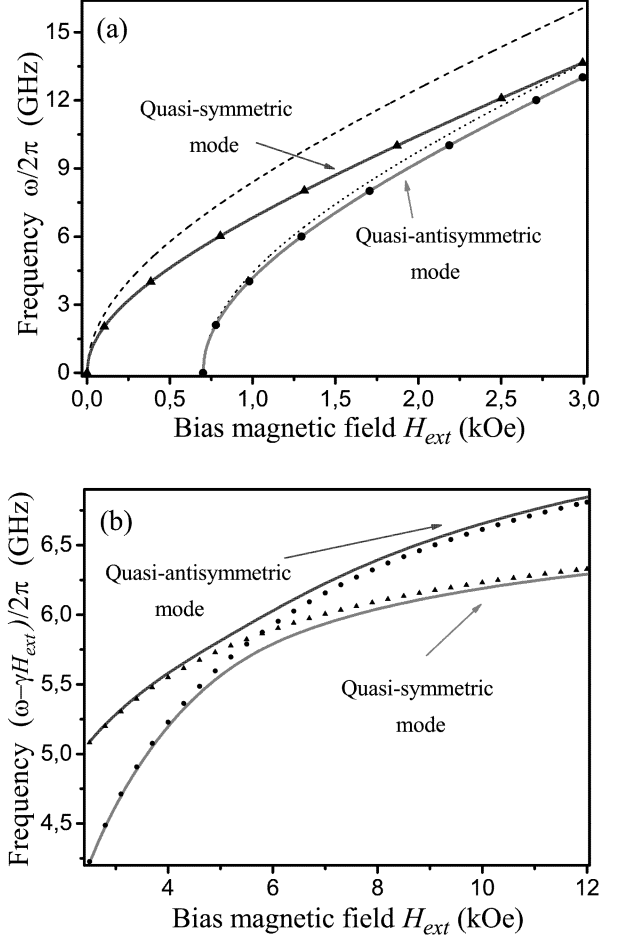 (a)
15
12
9
6
3
0
Frequency ω/2π (GHz)
Quasi-symmetric
mode
Quasi-antisymmetric
mode
0,0 0,5 1,0 1,5 2,0 2,5 3,0
Bias magnetic field H_ext (kOe)
(b)
6,5
6,0
5,5
5,0
4,5
Frequency (ω−γH_ext)/2π (GHz)
Quasi-antisymmetric
mode
Quasi-symmetric
mode
4 6 8 10 12
Bias magnetic field H_ext (kOe)